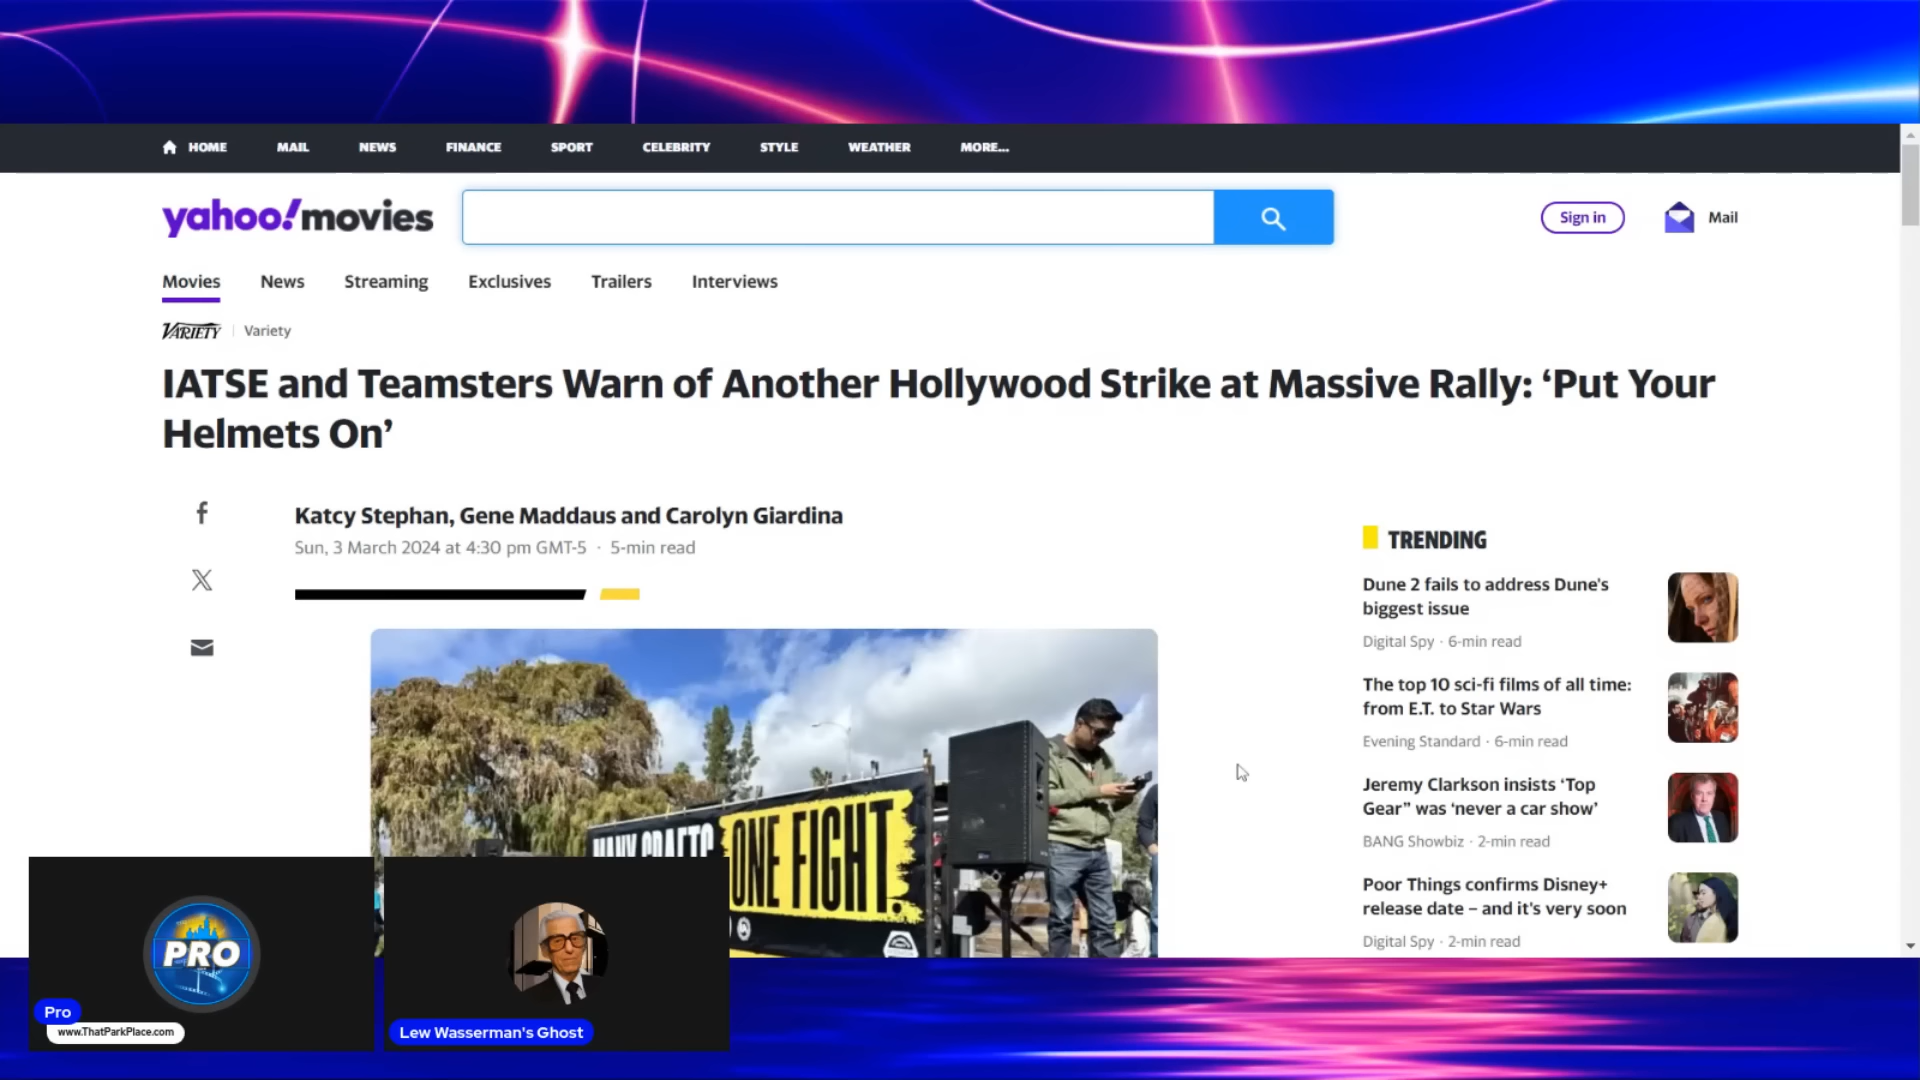 HOME MAIL NEWS FINANCE SPORT CELEBRITY STYLE WEATHER MORE...
yahoo!movies
Sign in
Mail
Movies News Streaming Exclusives Trailers Interviews
VARIETY | Variety
IATSE and Teamsters Warn of Another Hollywood Strike at Massive Rally: ‘Put Your
Helmets On’
Katcy Stephan, Gene Maddaus and Carolyn Giardina
Sun, 3 March 2024 at 4:30 pm GMT-5 · 5-min read
TRENDING
Dune 2 fails to address Dune's
biggest issue
Digital Spy · 6-min read
The top 10 sci-fi films of all time:
from E.T. to Star Wars
Evening Standard · 6-min read
Jeremy Clarkson insists ‘Top
Gear” was ‘never a car show’
BANG Showbiz · 2-min read
Poor Things confirms Disney+
release date – and it's very soon
Digital Spy · 2-min read
MANY CRAFTS
ONE FIGHT.
PRO
Pro
www.ThatParkPlace.com
Lew Wasserman's Ghost